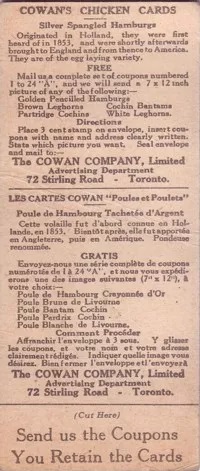 COWAN'S CHICKEN CARDS
Silver Spangled Hamburgs
Originated in Holland, they were first
heard of in 1853, and were shortly afterwards
brought to England and from thence to America.
They are of the egg laying variety.
FREE
Mail us a complete set of coupons numbered
1 to 24 "A", and we will send a 7 x 12 inch
picture of any of the following:—
Golden Pencilled Hamburgs
Brown Leghorns Cochin Bantams
Partridge Cochins White Leghorns.
Directions
Place 3 cent stamp on envelope, insert cou-
pons with name and address clearly written.
State which picture you want. Seal envelope
and mail to:—
The COWAN COMPANY, Limited
Advertising Department
72 Stirling Road - Toronto.
LES CARTES COWAN "Poules et Poulets"
Poule de Hambourg Tachetée d'Argent
Cette volaille fut d'abord connue en Hol-
lande, en 1853. Bientôt après, elle fut apportée
en Angleterre, puis en Amérique. Pondeuse
renommée.
GRATIS
Envoyez-nous une série complète de coupons
numérotés de 1 à 24 "A", et nous vous expédie-
rons une des images suivantes (7" x 12"), à
votre choix:—
Poule de Hambourg Crayonnée d'Or
Poule Brune de Livourne
Poule Bantam Cochin
Poule Perdrix Cochin
Poule Blanche de Livourne.
Comment Procéder
Affranchir l'enveloppe à 3 sous. Y glisser
les coupons, et votre nom et votre adresse
clairement rédigés. Indiquer quelle image vous
désirez. Bien fermer l'enveloppe et l'envoyer à
The COWAN COMPANY, Limited
Advertising Department
72 Stirling Road - Toronto.
(Cut Here)
Send us the Coupons
You Retain the Cards